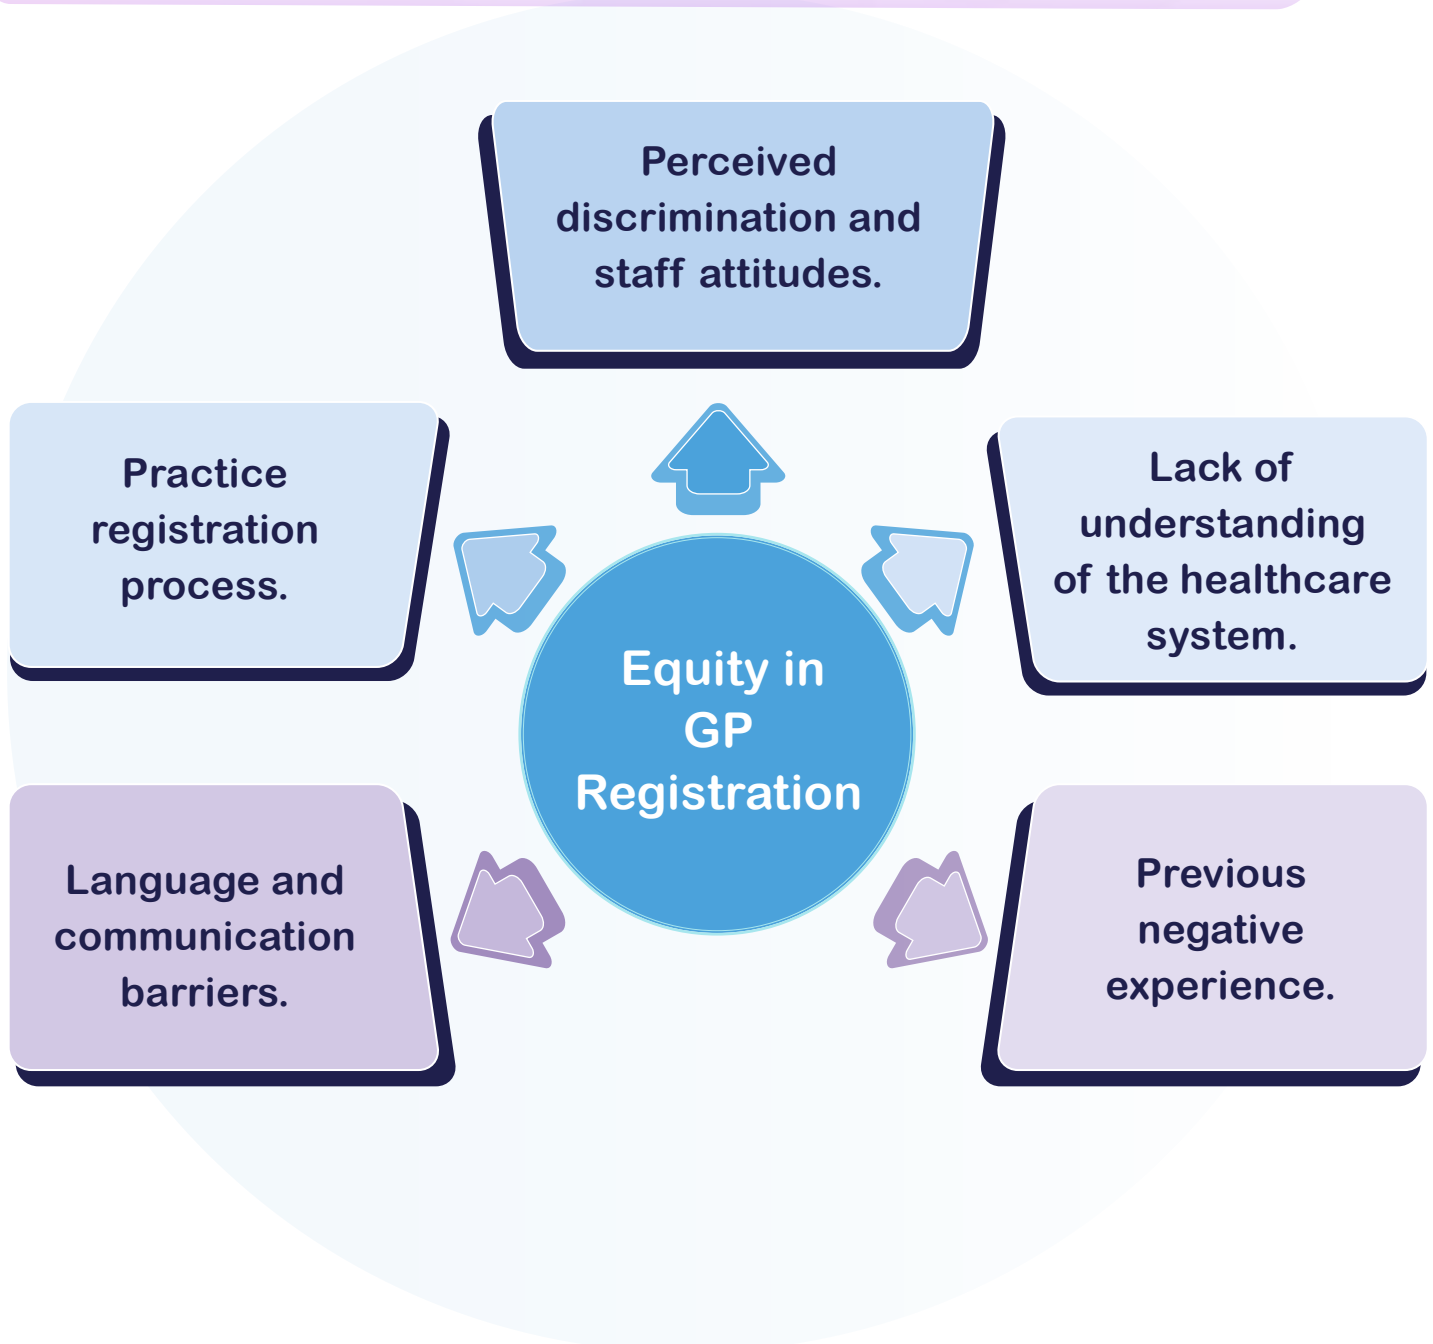 Perceived
discrimination and
staff attitudes.
Practice
registration
process.
Lack of
understanding
of the healthcare
system.
Equity in
GP
Registration
Language and
communication
barriers.
Previous
negative
experience.